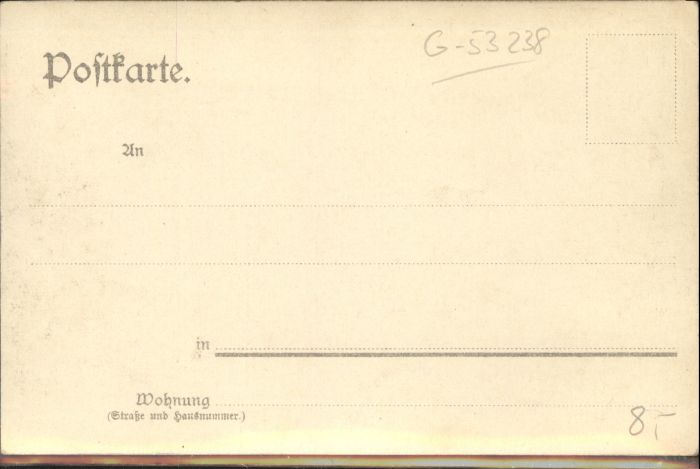 G-53238
Postkarte.
An
in
Wohnung
(Straße und Hausnummer.)
8,-